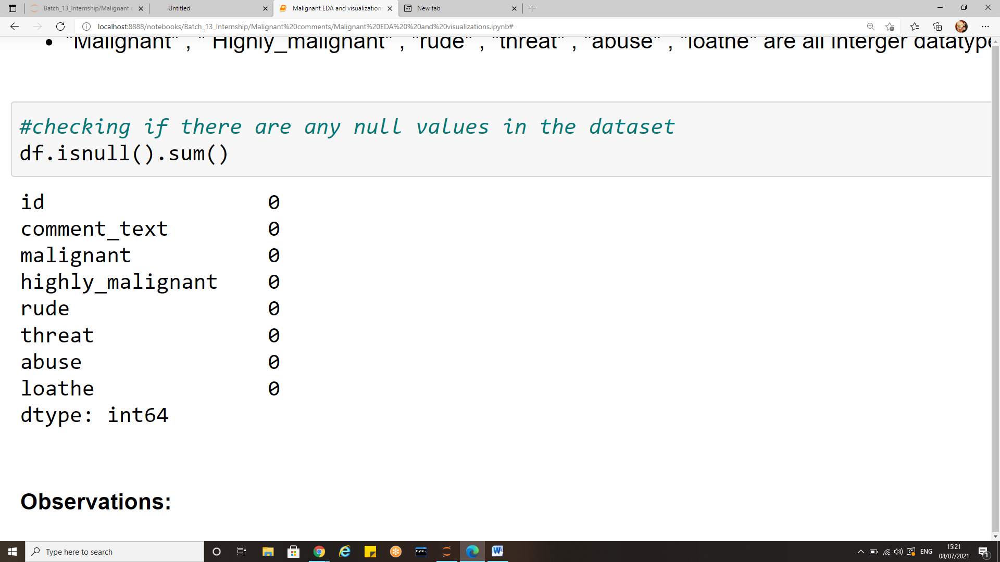 Batch_13_Internship/Malignant c
Untitled
Malignant EDA and visualization
New tab
localhost:8888/notebooks/Batch_13_Internship/Malignant%20comments/Malignant%20EDA%20%20and%20visualizations.ipynb#
"Malignant" , " Highly_malignant" , "rude" , "threat" , "abuse" , "loathe" are all Interger datatype
#checking if there are any null values in the dataset
df.isnull().sum()
id 0
comment_text 0
malignant 0
highly_malignant 0
rude 0
threat 0
abuse 0
loathe 0
dtype: int64
Observations:
Type here to search
MySQL
ENG
15:21
08/07/2021
1